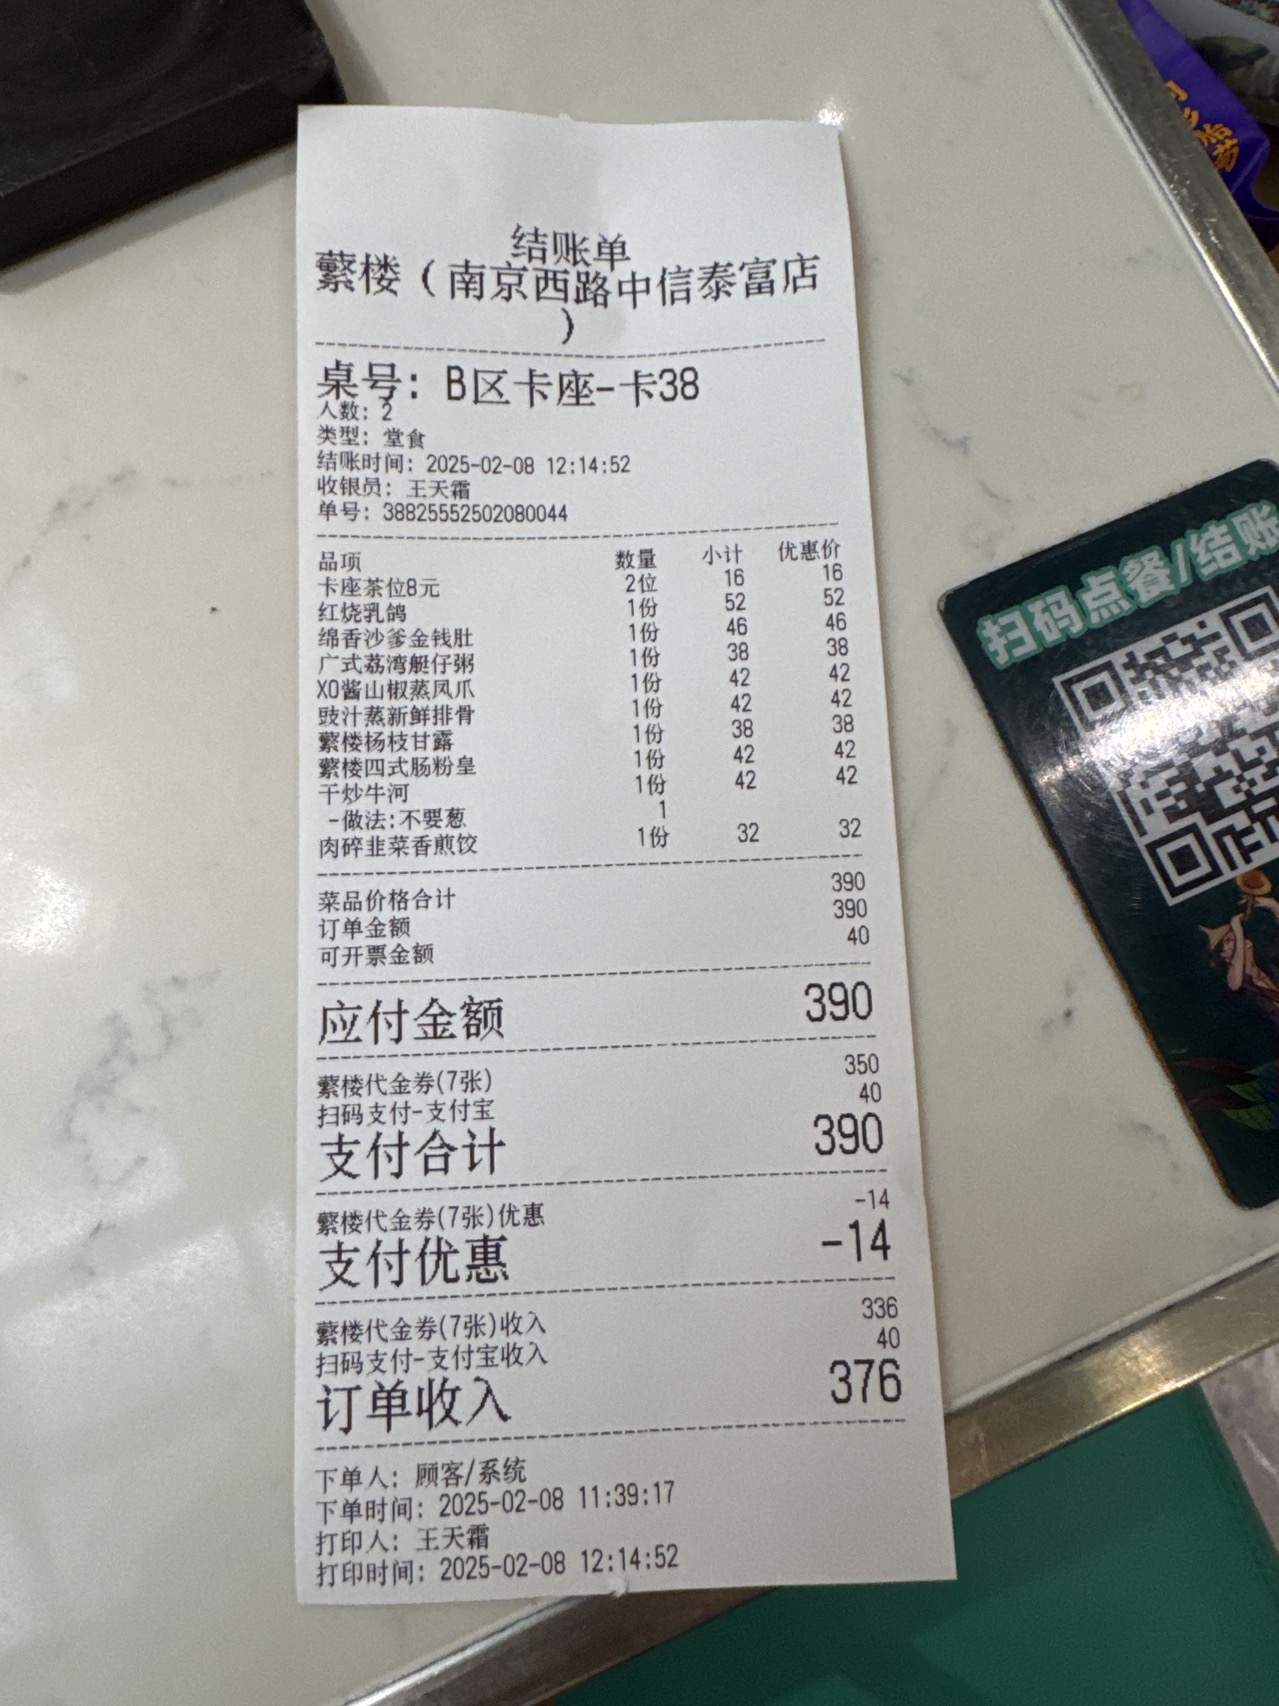 结账单
蘩楼（南京西路中信泰富店
）
桌号: B区卡座-卡38
人数: 2
类型: 堂食
结账时间: 2025-02-08 12:14:52
收银员: 王天霜
单号: 38825552502080044
品项 数量 小计 优惠价
卡座茶位8元 2位 16 16
红烧乳鸽 1份 52 52
绵香沙爹金钱肚 1份 46 46
广式荔湾艇仔粥 1份 38 38
XO酱山椒蒸凤爪 1份 42 42
豉汁蒸新鲜排骨 1份 42 42
蘩楼杨枝甘露 1份 38 38
蘩楼四式肠粉皇 1份 42 42
干炒牛河 1份 42 42
-做法:不要葱 1
肉碎韭菜香煎饺 1份 32 32
菜品价格合计 390
订单金额 390
可开票金额 40
应付金额 390
蘩楼代金券(7张) 350
扫码支付-支付宝 40
支付合计 390
蘩楼代金券(7张)优惠 -14
支付优惠 -14
蘩楼代金券(7张)收入 336
扫码支付-支付宝收入 40
订单收入 376
下单人: 顾客/系统
下单时间: 2025-02-08 11:39:17
打印人: 王天霜
打印时间: 2025-02-08 12:14:52
扫码点餐/结账